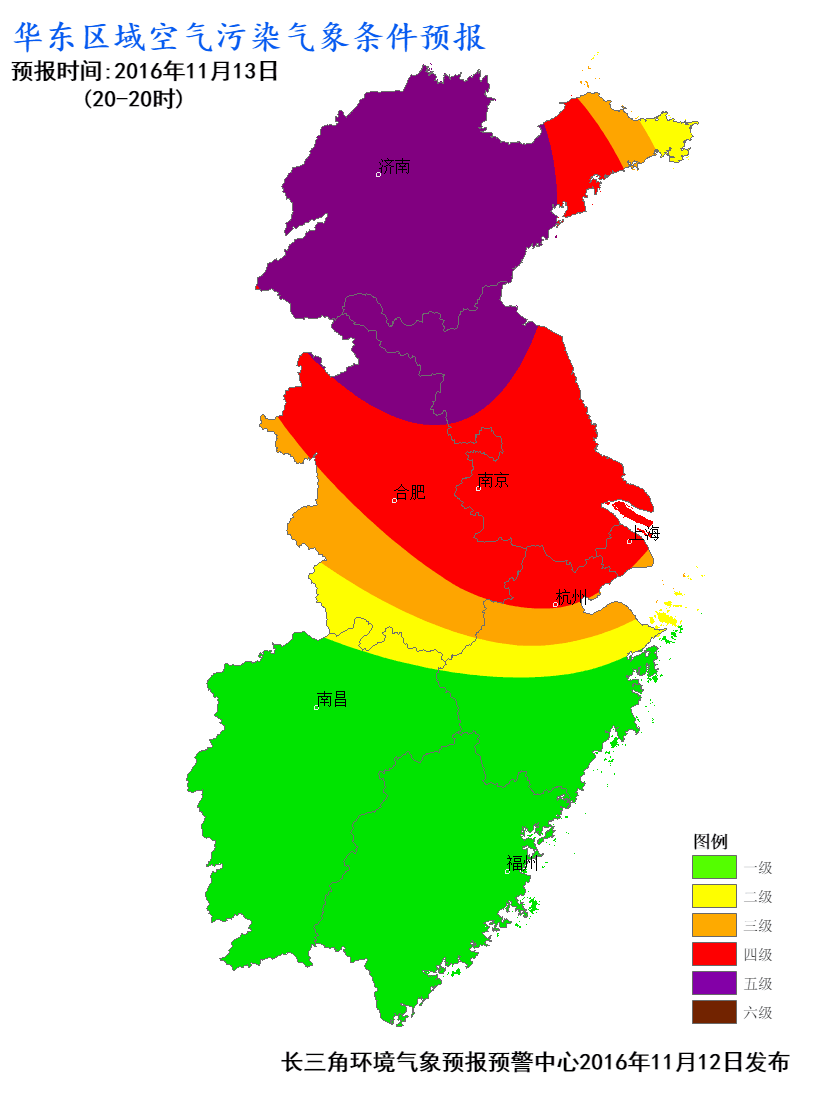 华东区域空气污染气象条件预报
预报时间:2016年11月13日
(20-20时)
济南
合肥
南京
上海
杭州
南昌
福州
图例
一级
二级
三级
四级
五级
六级
长三角环境气象预报预警中心2016年11月12日发布